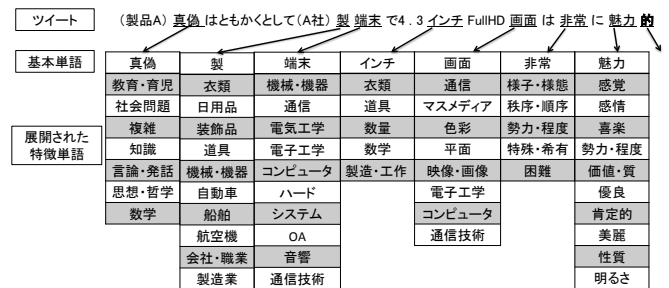 ツイート
(製品A) 真偽 はともかくとして(A社) 製 端末 で4．3 インチ FullHD 画面 は 非常 に 魅力 的
基本単語 真偽 製 端末 インチ 画面 非常 魅力
教育・育児 衣類 機械・機器 衣類 通信 様子・様態 感覚
社会問題 日用品 通信 道具 マスメディア 秩序・順序 感情
複雑 装飾品 電気工学 数量 色彩 勢力・程度 喜楽
展開された
特徴単語
知識 道具 電子工学 数学 平面 特殊・希有 勢力・程度
言論・発話 機械・機器 コンピュータ 製造・工作 映像・画像 困難 価値・質
思想・哲学 自動車 ハード 電子工学 優良
数学 船舶 システム コンピュータ 肯定的
航空機 OA 通信技術 美麗
会社・職業 音響 性質
製造業 通信技術 明るさ